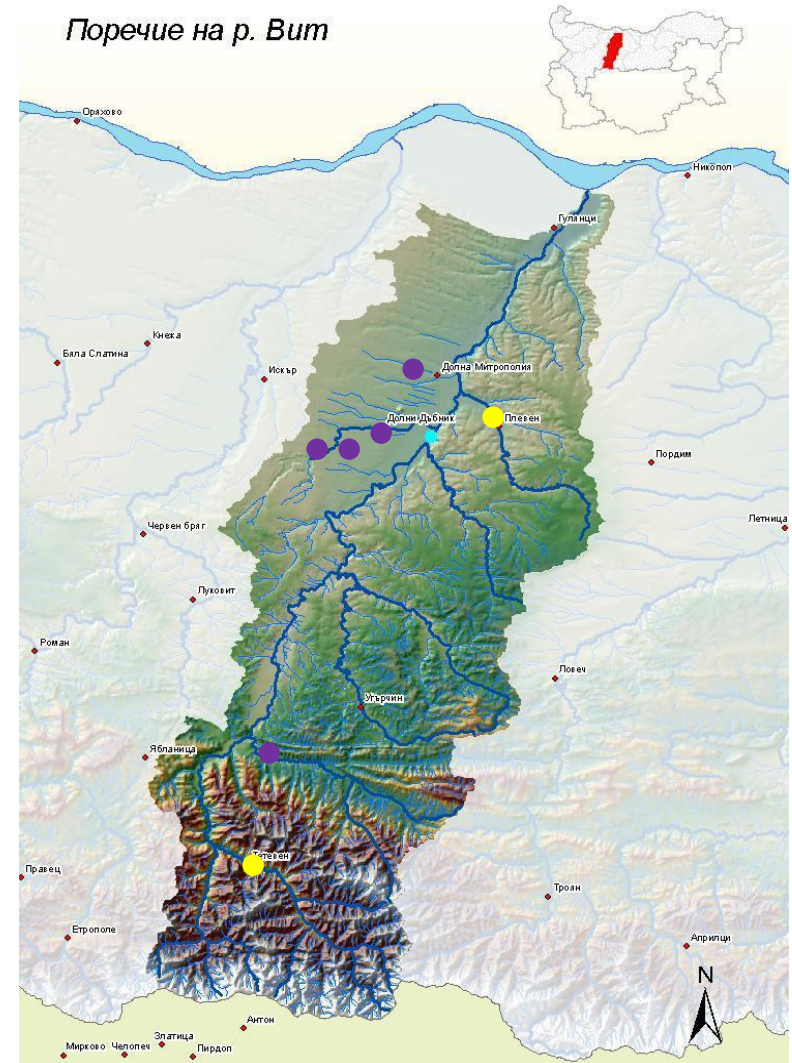 Поречие на р. Вит
Оряхово
Никопол
Гулянци
Кнежа
Бяла Слатина
Искър
Долна Митрополия
Долни Дъбник
Плевен
Пордим
Летница
Червен бряг
Луковит
Роман
Ловеч
Угърчин
Ябланица
Тетевен
Правец
Троян
Етрополе
Априлци
N
Антон
Златица
Мирково Челопеч
Пирдоп